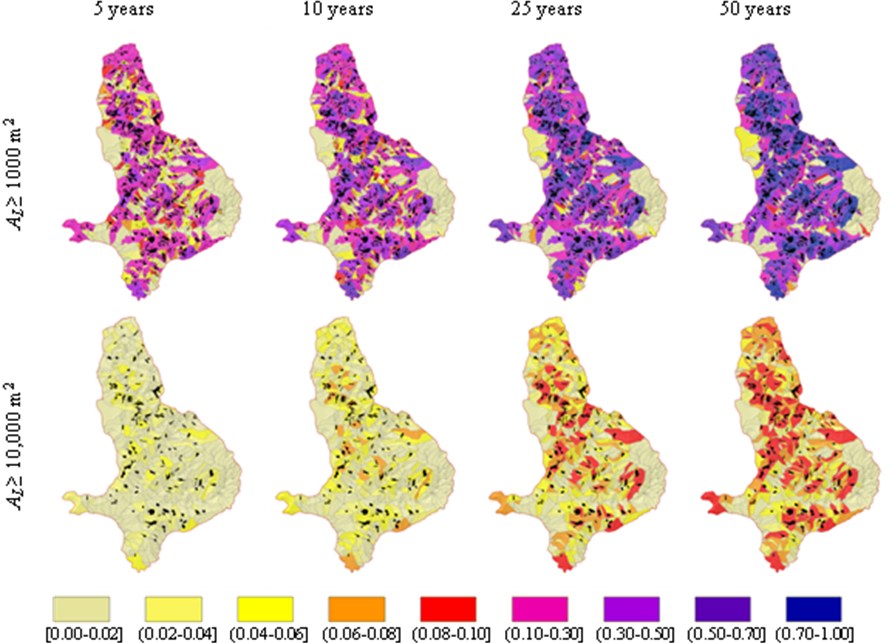 5 years 10 years 25 years 50 years
A_L ≥ 1000 m²
A_L ≥ 10,000 m²
[0.00-0.02] (0.02-0.04] (0.04-0.06] (0.06-0.08] (0.08-0.10] (0.10-0.30] (0.30-0.50] (0.50-0.70] (0.70-1.00]